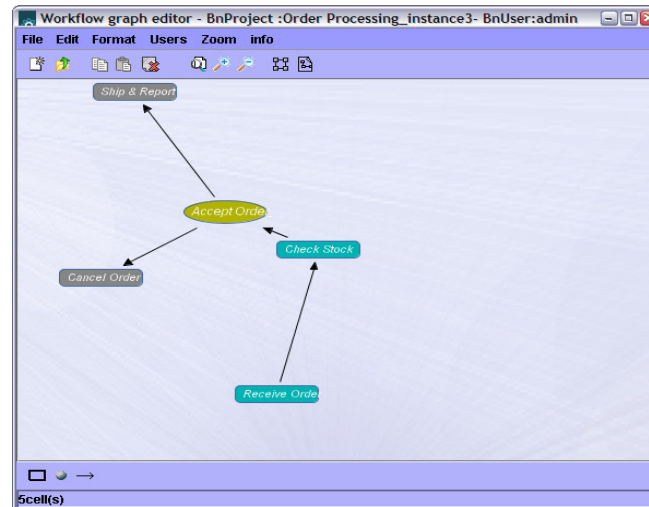 Workflow graph editor - BnProject :Order Processing_instance3- BnUser:admin
File Edit Format Users Zoom info
Ship & Report
Accept Order
Check Stock
Cancel Order
Receive Order
5cell(s)